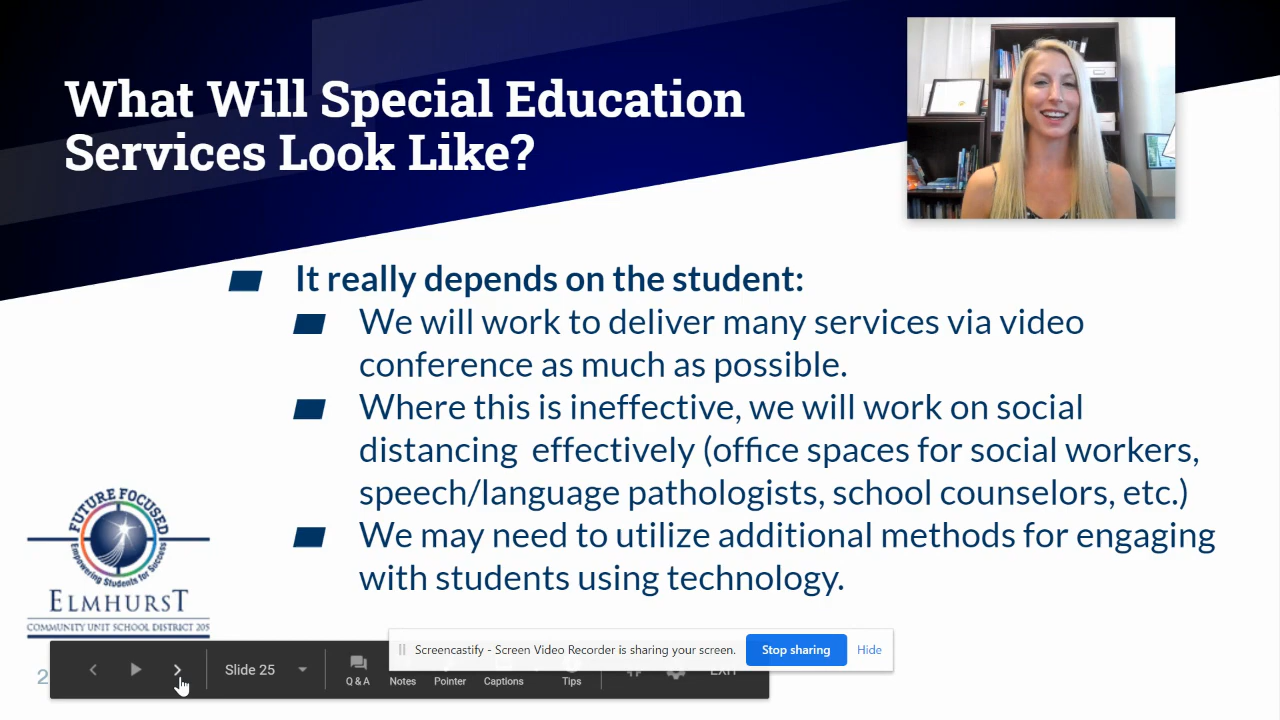 What Will Special Education
Services Look Like?
It really depends on the student:
We will work to deliver many services via video
conference as much as possible.
Where this is ineffective, we will work on social
distancing  effectively (office spaces for social workers,
speech/language pathologists, school counselors, etc.)
We may need to utilize additional methods for engaging
with students using technology.
FUTURE FOCUSED
Empowering Students for Success
ELMHURST
COMMUNITY UNIT SCHOOL DISTRICT 205
Screencastify - Screen Video Recorder is sharing your screen.
Stop sharing
Hide
2
Slide 25
Q & A
Notes
Pointer
Captions
Tips